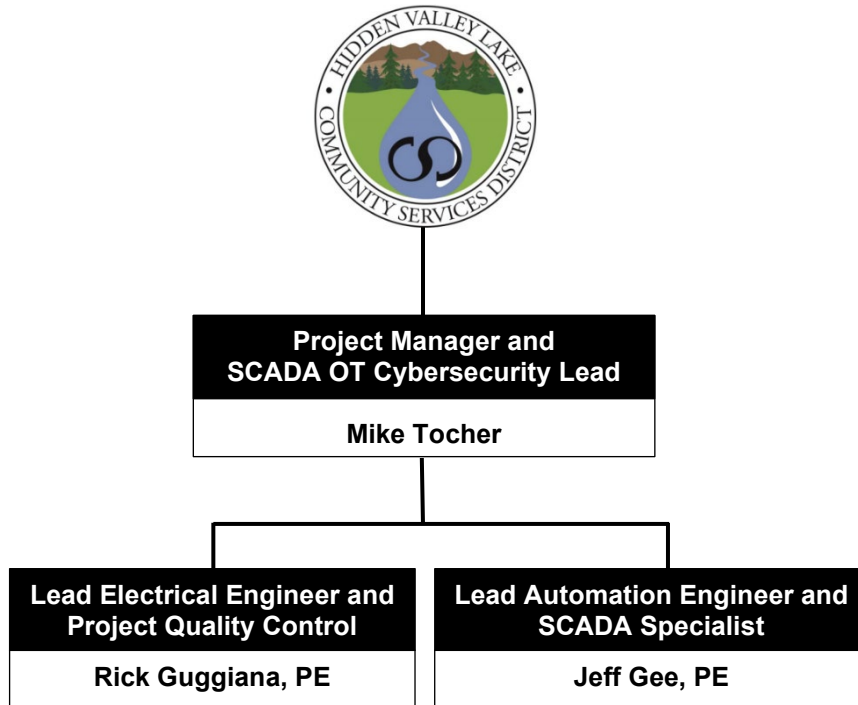 HIDDEN VALLEY LAKE
COMMUNITY SERVICES DISTRICT
CSD
Project Manager and
SCADA OT Cybersecurity Lead
Mike Tocher
Lead Electrical Engineer and
Project Quality Control
Rick Guggiana, PE
Lead Automation Engineer and
SCADA Specialist
Jeff Gee, PE